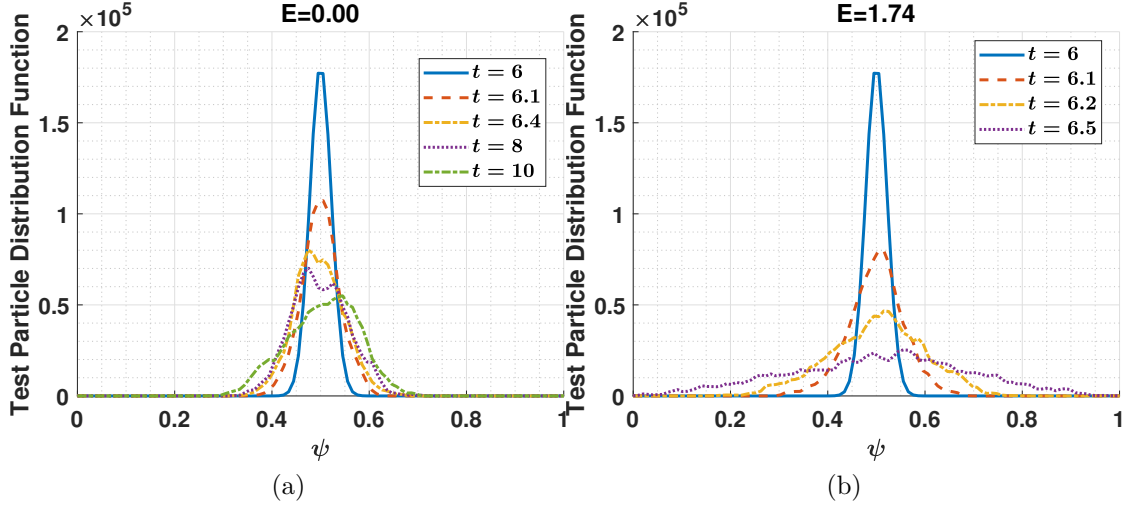 E=0.00
×10^5
Test Particle Distribution Function
2
1.5
1
0.5
0
0 0.2 0.4 0.6 0.8 1
ψ
t = 6
t = 6.1
t = 6.4
t = 8
t = 10
(a)
E=1.74
×10^5
Test Particle Distribution Function
2
1.5
1
0.5
0
0 0.2 0.4 0.6 0.8 1
ψ
t = 6
t = 6.1
t = 6.2
t = 6.5
(b)